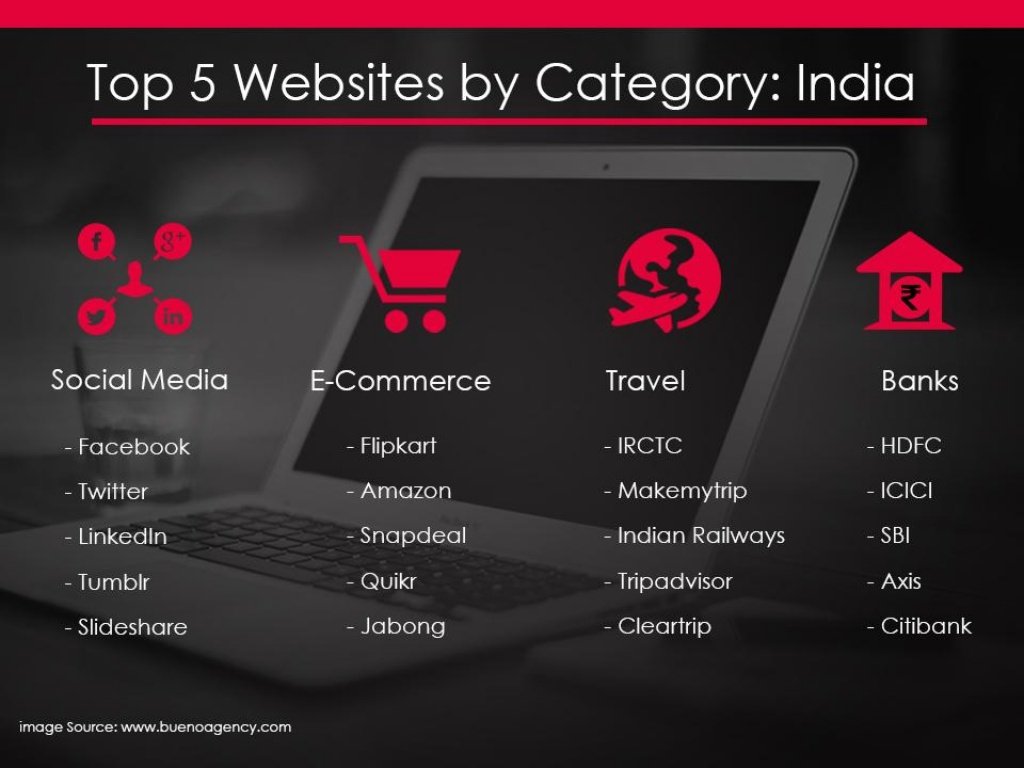 Top 5 Websites by Category: India
f
g+
in
₹
Social Media
- Facebook
- Twitter
- LinkedIn
- Tumblr
- Slideshare
E-Commerce
- Flipkart
- Amazon
- Snapdeal
- Quikr
- Jabong
Travel
- IRCTC
- Makemytrip
- Indian Railways
- Tripadvisor
- Cleartrip
Banks
- HDFC
- ICICI
- SBI
- Axis
- Citibank
image Source: www.buenoagency.com